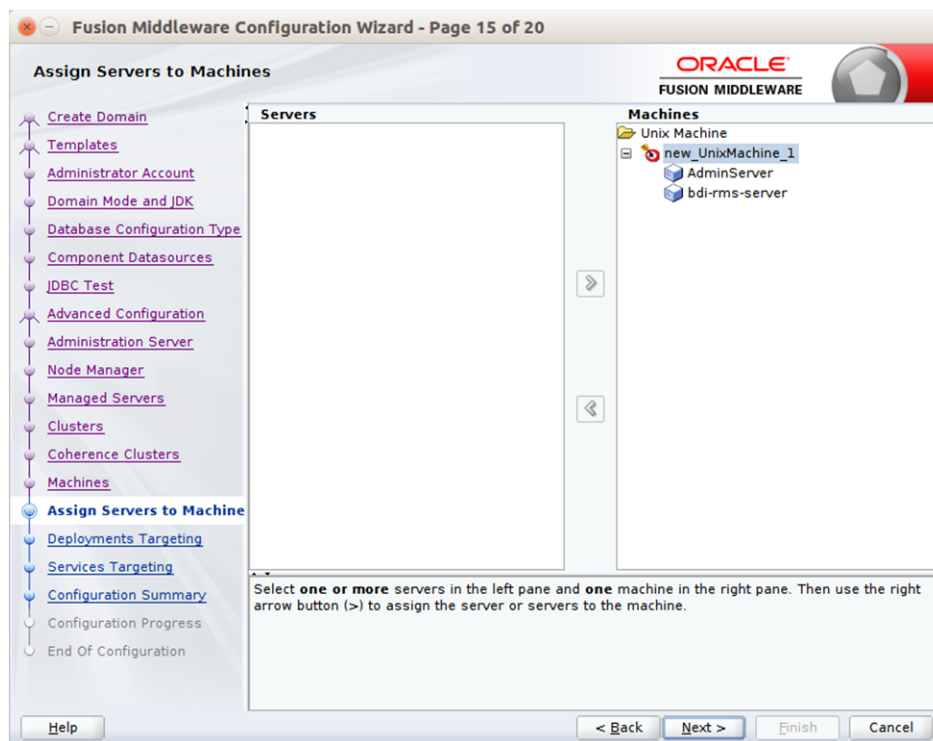 Fusion Middleware Configuration Wizard - Page 15 of 20
Assign Servers to Machines
ORACLE
FUSION MIDDLEWARE
Create Domain
Templates
Administrator Account
Domain Mode and JDK
Database Configuration Type
Component Datasources
JDBC Test
Advanced Configuration
Administration Server
Node Manager
Managed Servers
Clusters
Coherence Clusters
Machines
Assign Servers to Machine
Deployments Targeting
Services Targeting
Configuration Summary
Configuration Progress
End Of Configuration
Servers
Machines
Unix Machine
new_UnixMachine_1
AdminServer
bdi-rms-server
Select one or more servers in the left pane and one machine in the right pane. Then use the right
arrow button (>) to assign the server or servers to the machine.
Help
< Back
Next >
Finish
Cancel